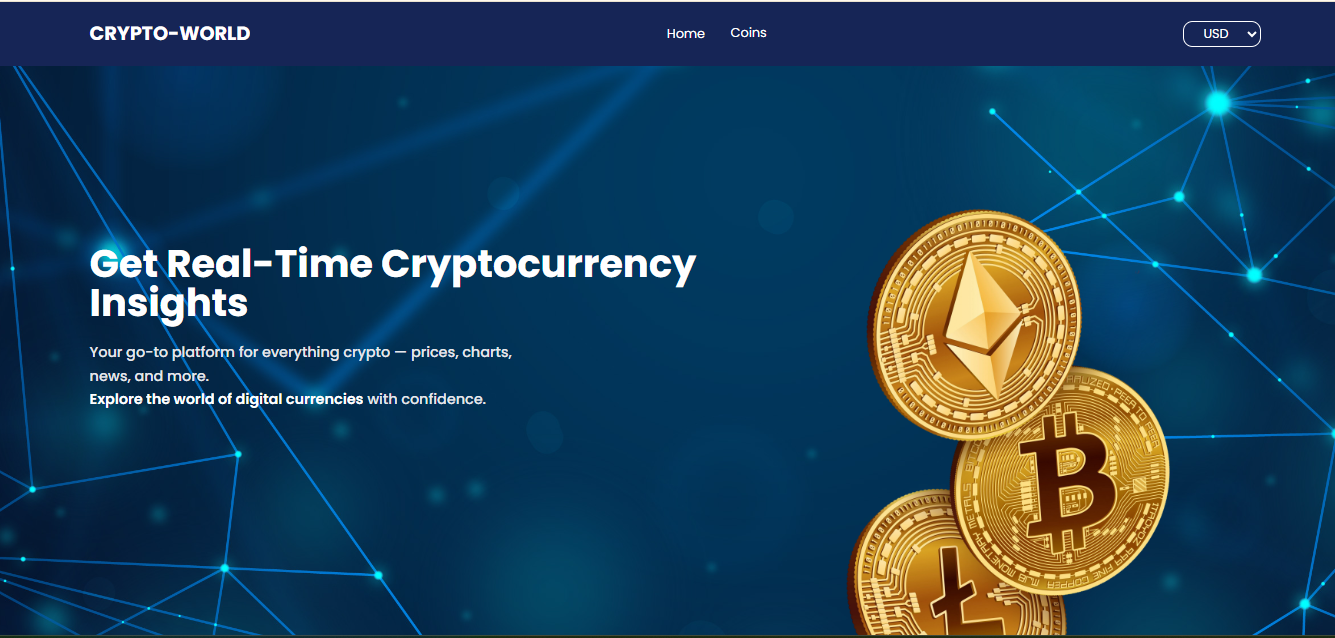 CRYPTO-WORLD
Home
Coins
USD
Get Real-Time Cryptocurrency
Insights
Your go-to platform for everything crypto — prices, charts,
news, and more.
Explore the world of digital currencies with confidence.